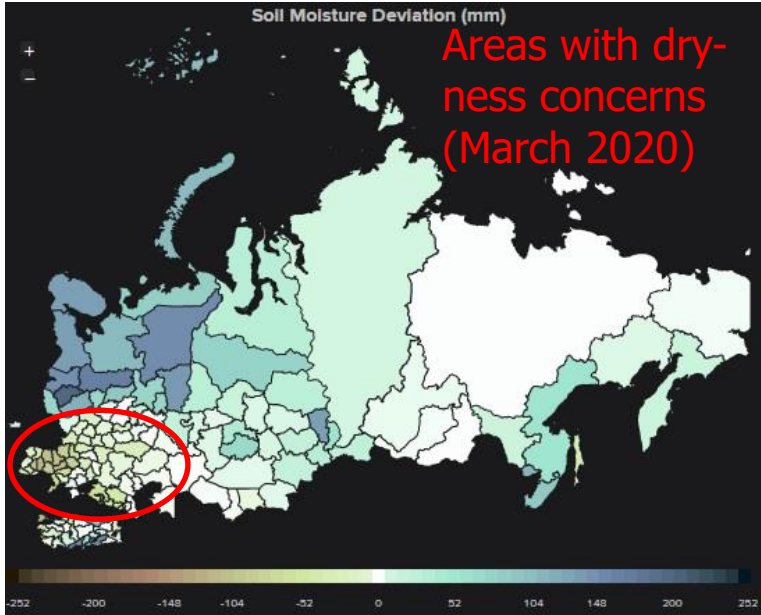 Soil Moisture Deviation (mm)
+
−
Areas with dry-
ness concerns
(March 2020)
-252 -200 -148 -104 -52 0 52 104 148 200 252